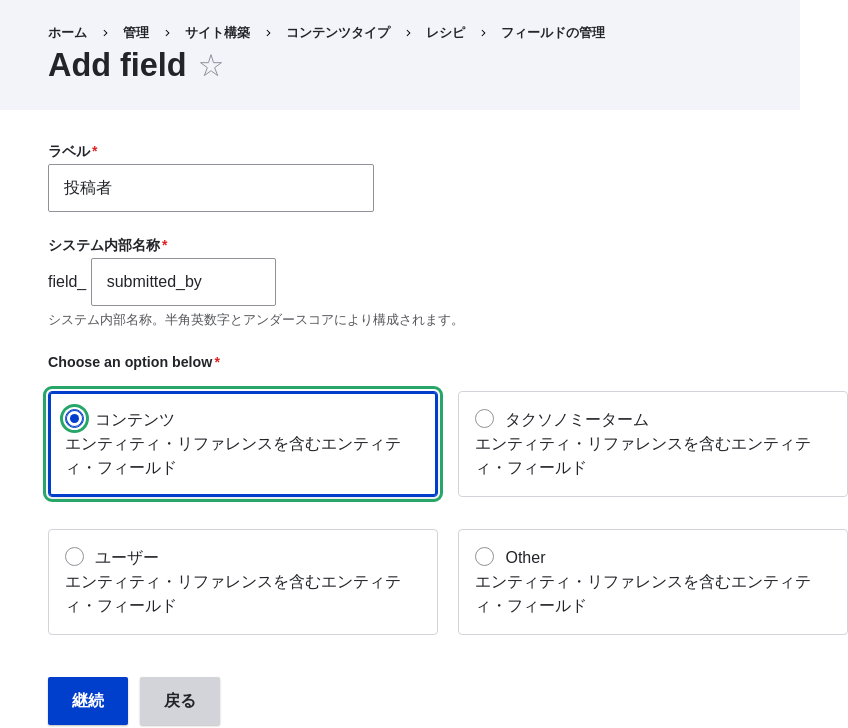 ホーム › 管理 › サイト構築 › コンテンツタイプ › レシピ › フィールドの管理
Add field ☆
ラベル*
投稿者
システム内部名称*
field_ submitted_by
システム内部名称。半角英数字とアンダースコアにより構成されます。
Choose an option below*
コンテンツ
エンティティ・リファレンスを含むエンティテ
ィ・フィールド
タクソノミーターム
エンティティ・リファレンスを含むエンティテ
ィ・フィールド
ユーザー
エンティティ・リファレンスを含むエンティテ
ィ・フィールド
Other
エンティティ・リファレンスを含むエンティテ
ィ・フィールド
継続 戻る